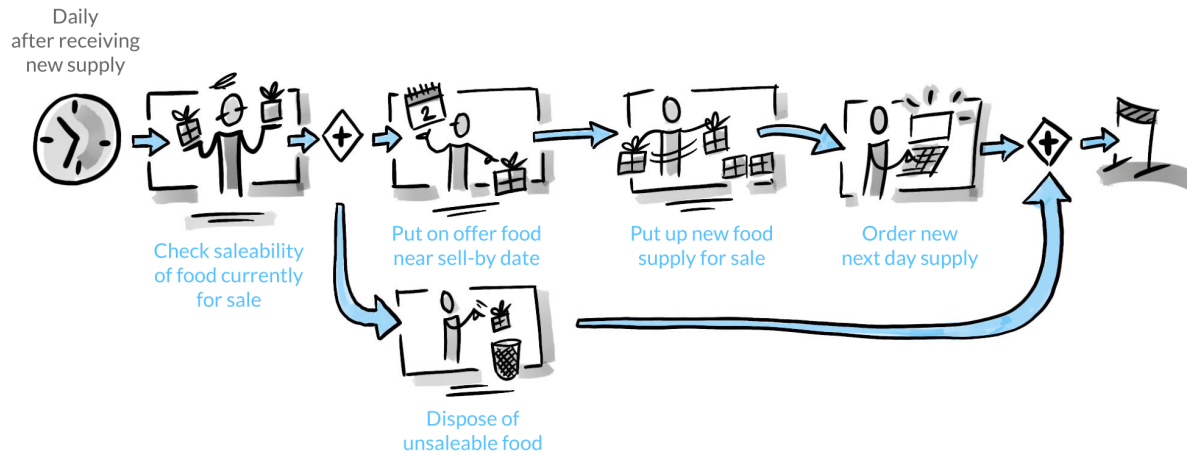 Daily
after receiving
new supply
2
Check saleability
of food currently
for sale
Put on offer food
near sell-by date
Put up new food
supply for sale
Order new
next day supply
Dispose of
unsaleable food